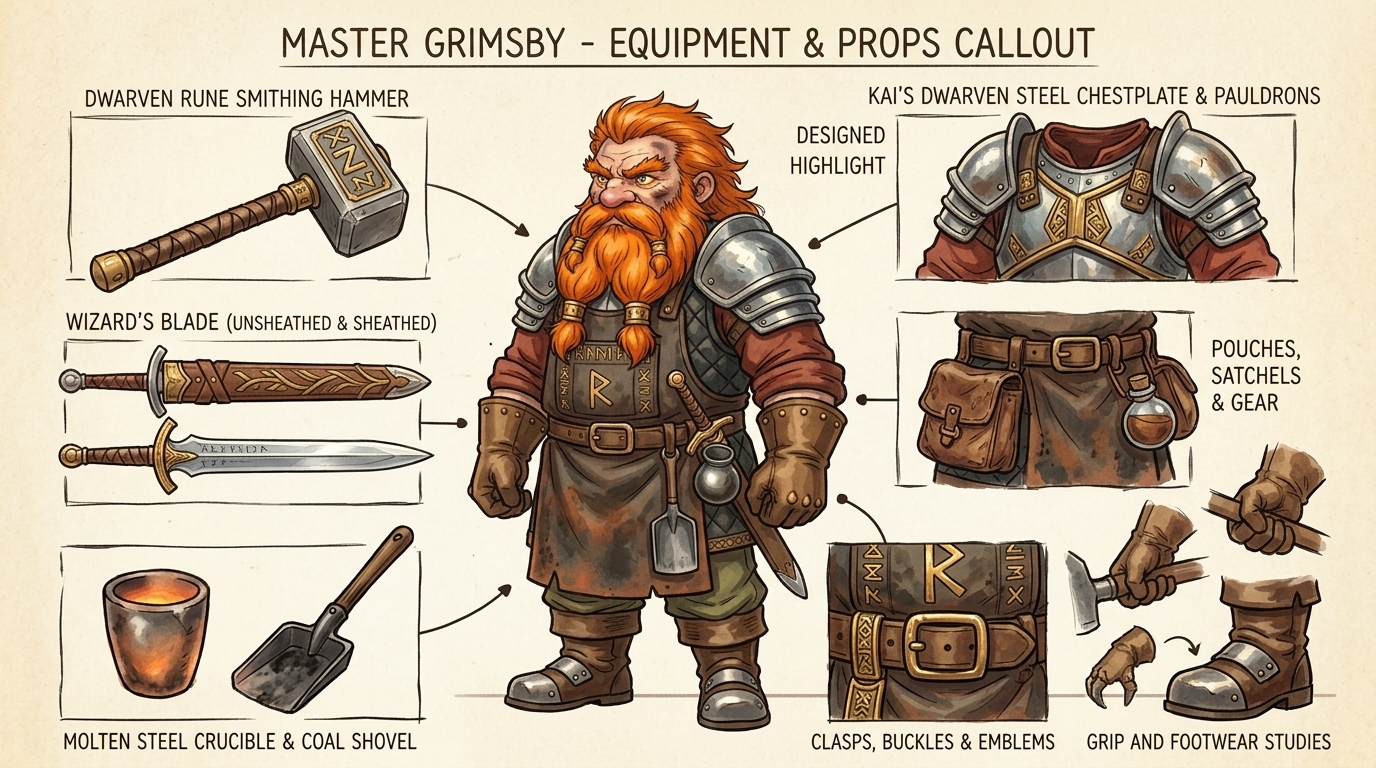 MASTER GRIMSBY - EQUIPMENT & PROPS CALLOUT
DWARVEN RUNE SMITHING HAMMER
KAI'S DWARVEN STEEL CHESTPLATE & PAULDRONS
DESIGNED
HIGHLIGHT
WIZARD'S BLADE (UNSHEATHED & SHEATHED)
POUCHES,
SATCHELS
& GEAR
MOLTEN STEEL CRUCIBLE & COAL SHOVEL
CLASPS, BUCKLES & EMBLEMS
GRIP AND FOOTWEAR STUDIES